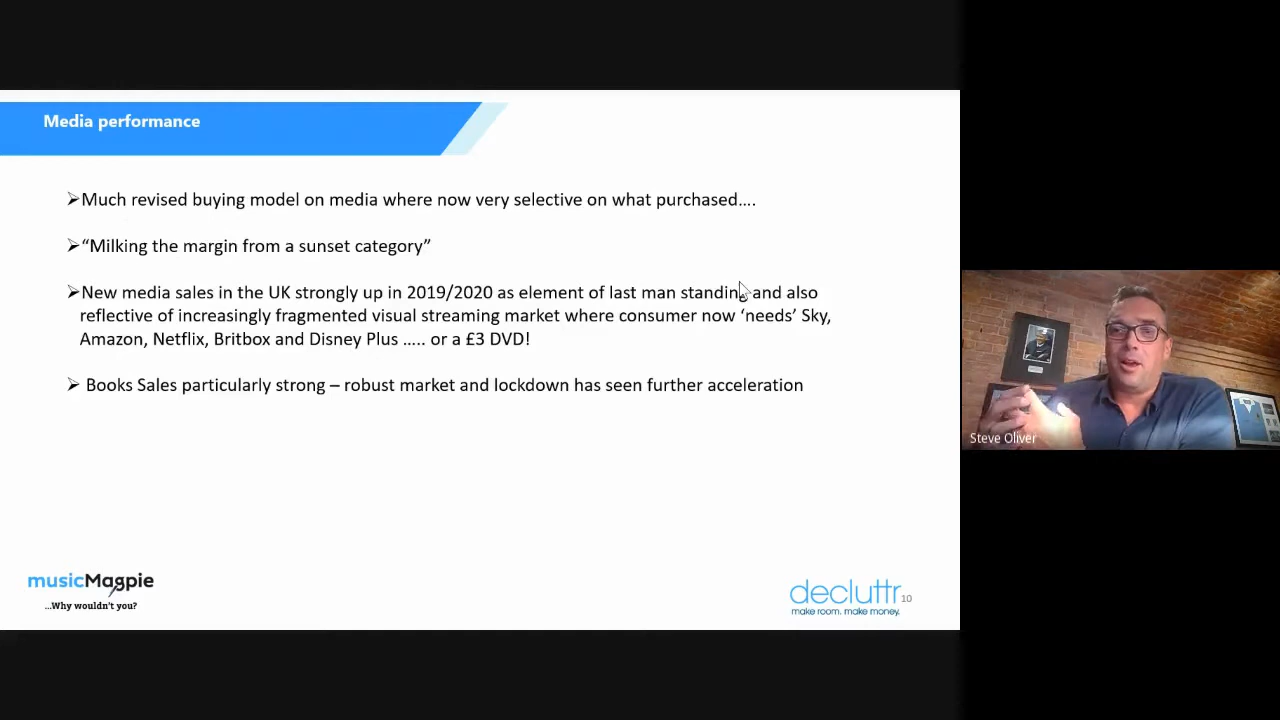 Media performance
➢Much revised buying model on media where now very selective on what purchased….
➢“Milking the margin from a sunset category”
➢New media sales in the UK strongly up in 2019/2020 as element of last man standing and also
reflective of increasingly fragmented visual streaming market where consumer now ‘needs’ Sky,
Amazon, Netflix, Britbox and Disney Plus ….. or a £3 DVD!
➢ Books Sales particularly strong – robust market and lockdown has seen further acceleration
Steve Oliver
musicMagpie
...Why wouldn't you?
decluttr
make room. make money.
10